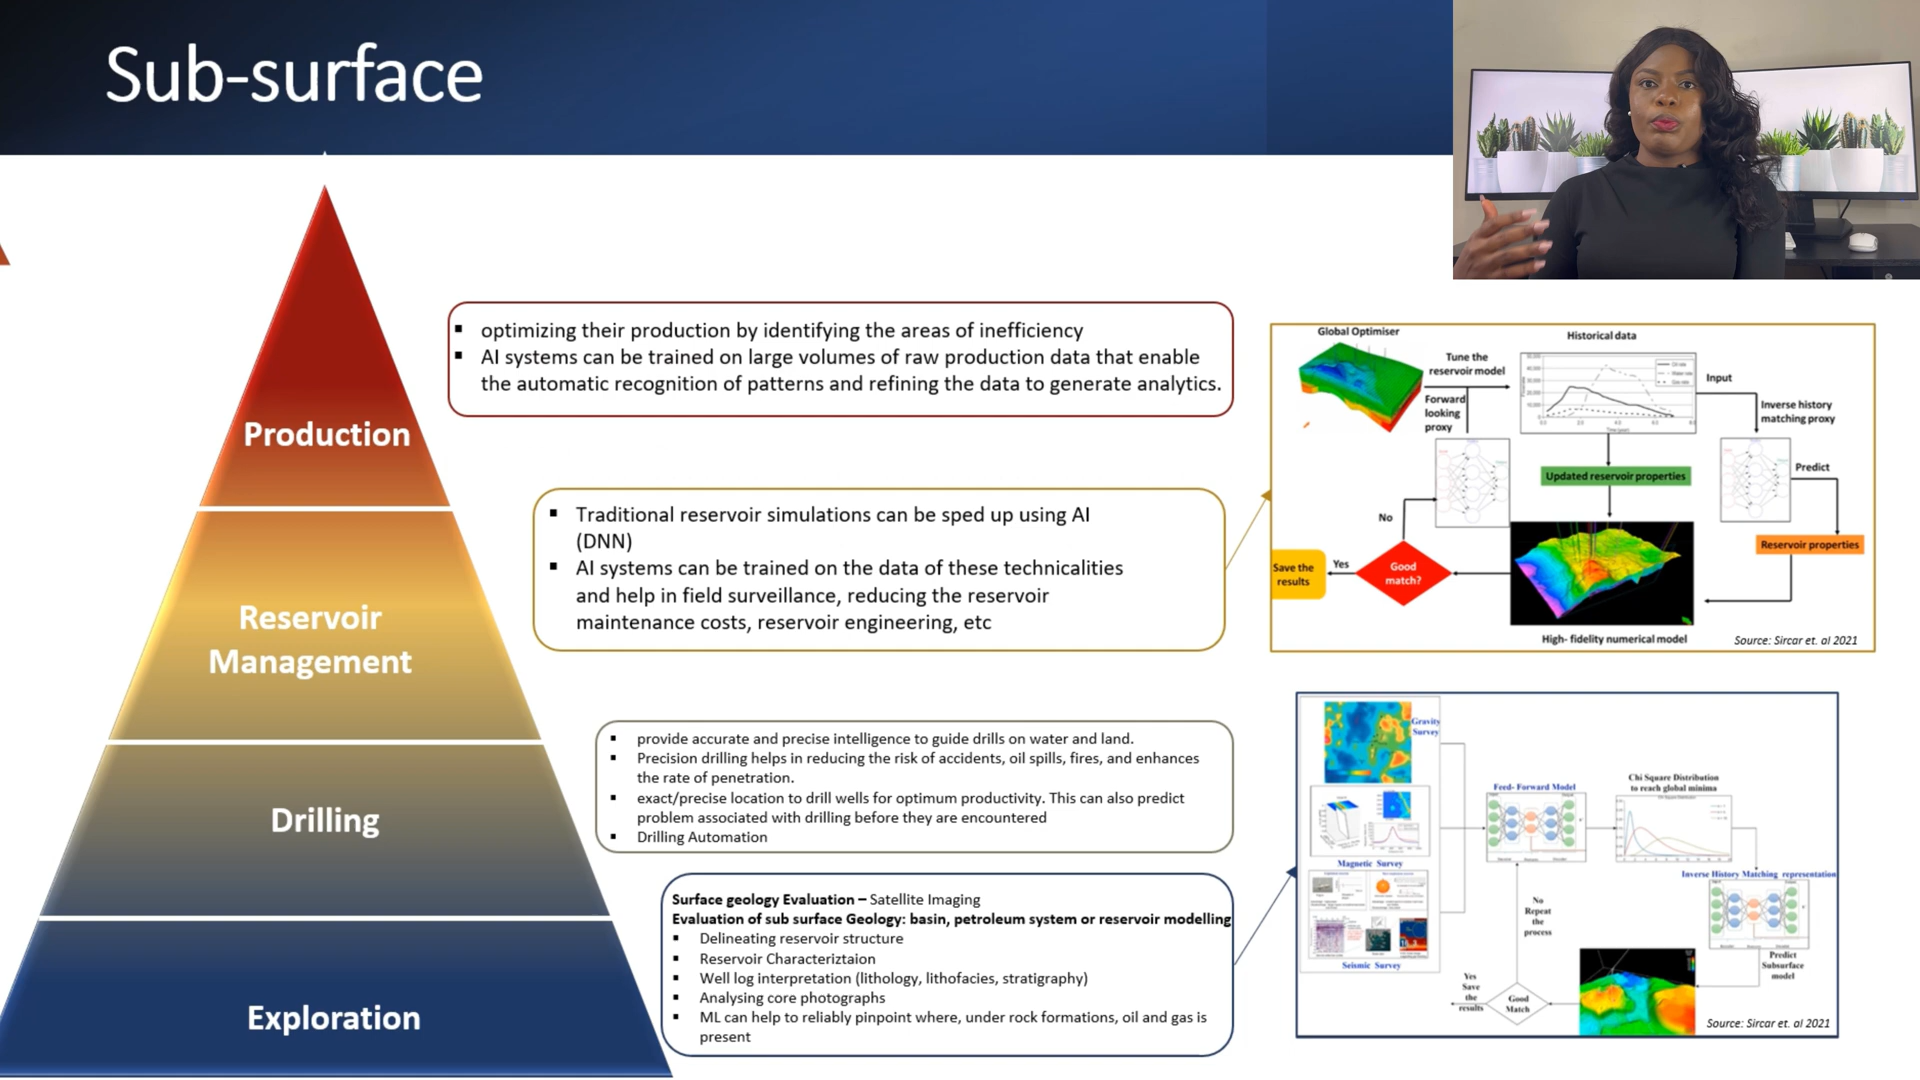 Sub-surface
Production
Reservoir
Management
Drilling
Exploration
▪ optimizing their production by identifying the areas of inefficiency
▪ AI systems can be trained on large volumes of raw production data that enable
the automatic recognition of patterns and refining the data to generate analytics.
▪ Traditional reservoir simulations can be sped up using AI
(DNN)
▪ AI systems can be trained on the data of these technicalities
and help in field surveillance, reducing the reservoir
maintenance costs, reservoir engineering, etc
▪ provide accurate and precise intelligence to guide drills on water and land.
▪ Precision drilling helps in reducing the risk of accidents, oil spills, fires, and enhances
the rate of penetration.
▪ exact/precise location to drill wells for optimum productivity. This can also predict
problem associated with drilling before they are encountered
▪ Drilling Automation
Surface geology Evaluation – Satellite Imaging
Evaluation of sub surface Geology: basin, petroleum system or reservoir modelling
▪ Delineating reservoir structure
▪ Reservoir Characteriztaion
▪ Well log interpretation (lithology, lithofacies, stratigraphy)
▪ Analysing core photographs
▪ ML can help to reliably pinpoint where, under rock formations, oil and gas is
present
Global Optimiser
Historical data
Tune the
reservoir model
Forward
looking
proxy
Input
Inverse history
matching proxy
Predict
Updated reservoir properties
Reservoir properties
No
Good
match?
Yes
Save the
results
High- fidelity numerical model
Source: Sircar et. al 2021
Gravity
Survey
Magnetic Survey
Seismic Survey
Feed- Forward Model
Chi Square Distribution
to reach global minima
Inverse History Matching representation
No
Repeat
the
process
Predict
Subsurface
model
Yes
Save
the
results
Good
Match
Source: Sircar et. al 2021